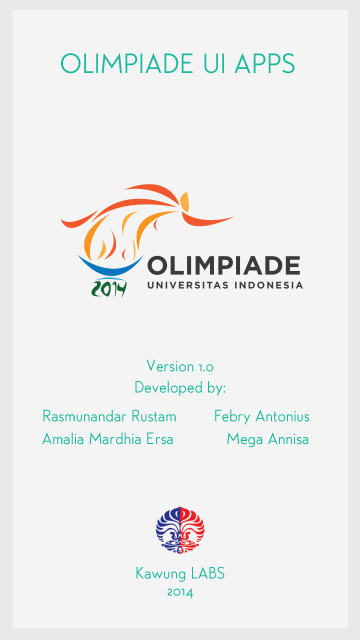 OLIMPIADE UI APPS
OLIMPIADE
UNIVERSITAS INDONESIA
2014
Version 1.0
Developed by:
Rasmunandar Rustam Febry Antonius
Amalia Mardhia Ersa Mega Annisa
Kawung LABS
2014